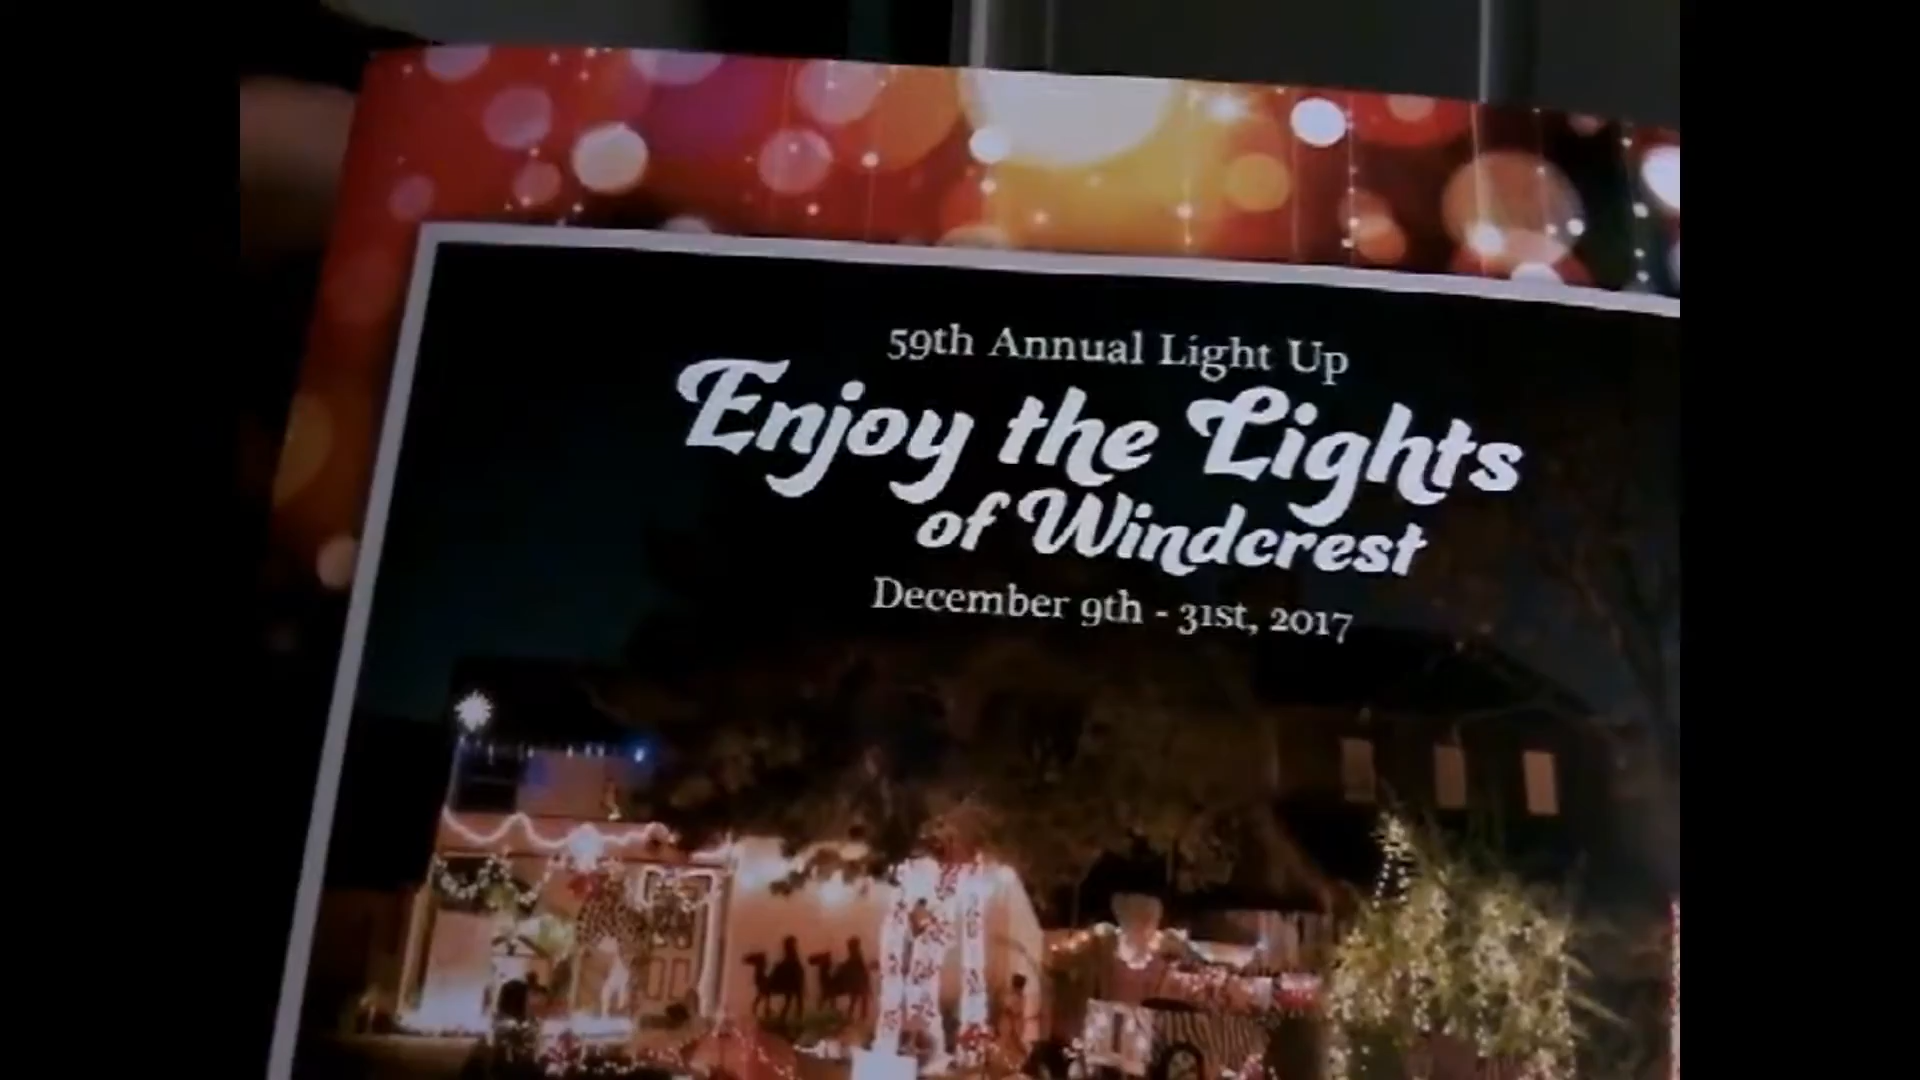 59th Annual Light Up
Enjoy the Lights
of Windcrest
December 9th - 31st, 2017